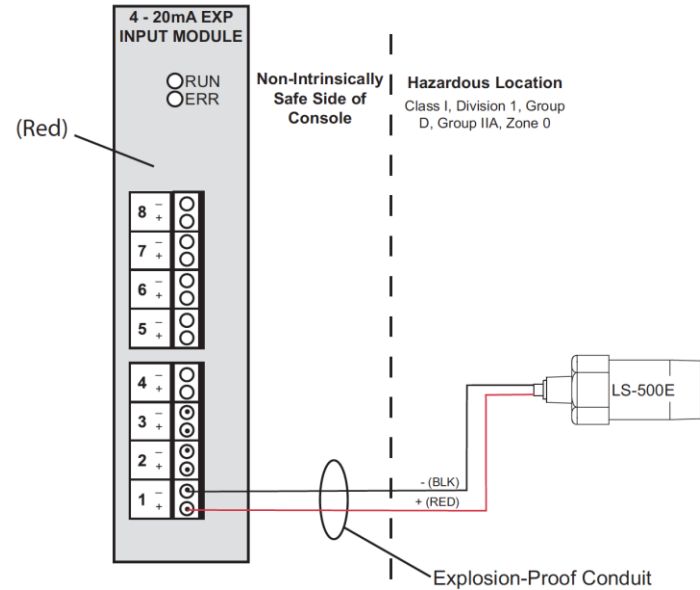 4 - 20mA EXP
INPUT MODULE
RUN
ERR
(Red)
Non-Intrinsically
Safe Side of
Console
Hazardous Location
Class I, Division 1, Group
D, Group IIA, Zone 0
8 -
+
7 -
+
6 -
+
5 -
+
4 -
+
3 -
+
2 -
+
1 -
+
LS-500E
- (BLK)
+ (RED)
Explosion-Proof Conduit